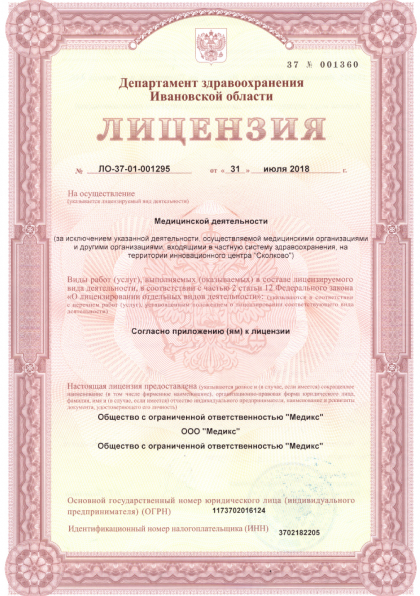 37 № 001360
Департамент здравоохранения
Ивановской области
ЛИЦЕНЗИЯ
№ ЛО-37-01-001295 от « 31 » июля 2018 г.
На осуществление
(указывается лицензируемый вид деятельности)
Медицинской деятельности
(за исключением указанной деятельности, осуществляемой медицинскими организациями
и другими организациями, входящими в частную систему здравоохранения, на
территории инновационного центра "Сколково")
Виды работ (услуг), выполняемых (оказываемых) в составе лицензируемого
вида деятельности, в соответствии с частью 2 статьи 12 Федерального закона
«О лицензировании отдельных видов деятельности»: (указываются в соответствии
с перечнем работ (услуг), установленным положением о лицензировании соответствующего вида
деятельности)
Согласно приложению (ям) к лицензии
Настоящая лицензия предоставлена (указывается полное и (в случае, если имеется) сокращенное
наименование (в том числе фирменное наименование), организационно-правовая форма юридического лица,
фамилия, имя и (в случае, если имеется) отчество индивидуального предпринимателя, наименование и реквизиты
документа, удостоверяющего его личность)
Общество с ограниченной ответственностью "Медикс"
ООО "Медикс"
Общество с ограниченной ответственностью "Медикс"
Основной государственный номер юридического лица (индивидуального
предпринимателя) (ОГРН) 1173702016124
Идентификационный номер налогоплательщика (ИНН) 3702182205